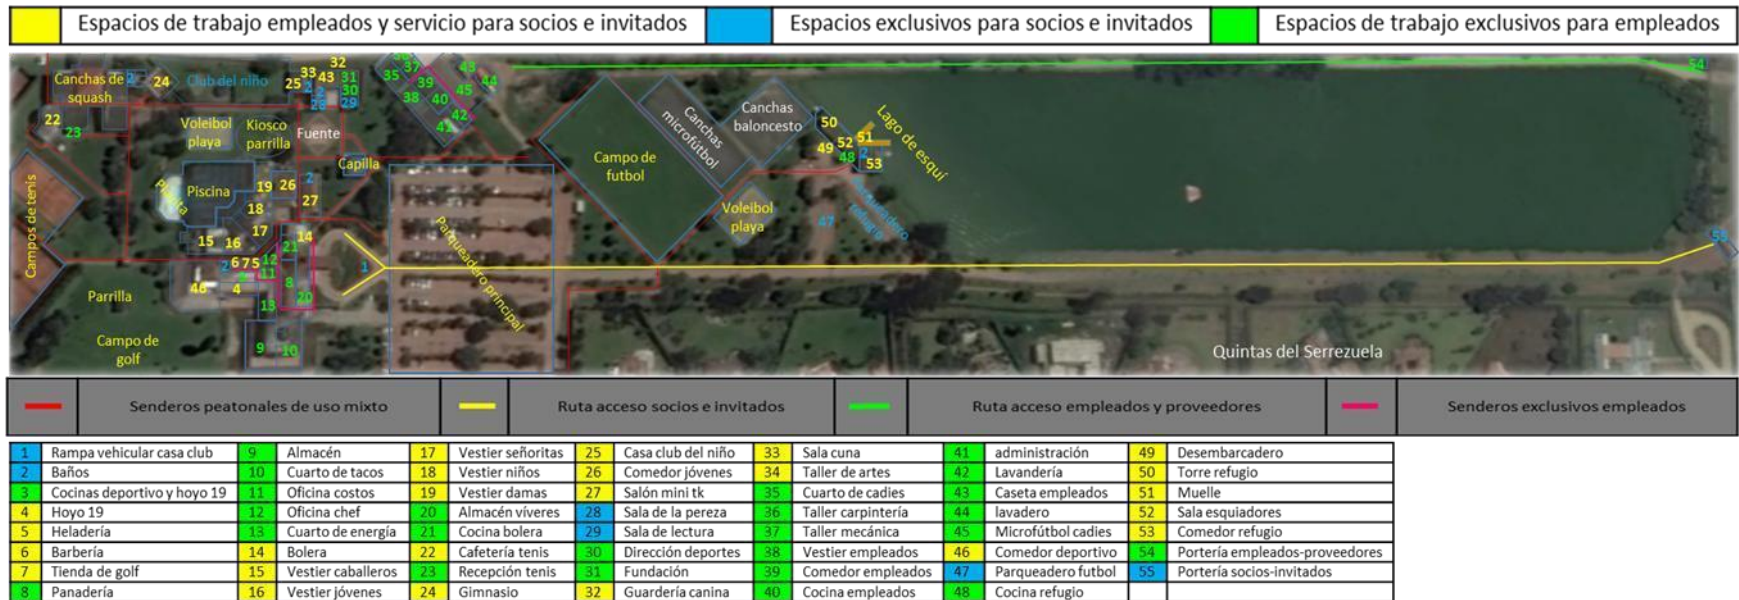 Espacios de trabajo empleados y servicio para socios e invitados
Espacios exclusivos para socios e invitados
Espacios de trabajo exclusivos para empleados
Canchas de
squash
2
24
Club del niño
25
33
32
43
31
30
29
2
2
28
22
23
Voleibol
playa
Kiosco
parrilla
Fuente
Capilla
35
37
38
39
40
45
43
44
42
41
Campos de tenis
Planta
Piscina
19
26
18
17
15
16
2
27
14
21
2
6
7
5
12
11
46
4
8
20
13
9
10
1
Parrilla
Campo de
golf
Parqueadero principal
Campo de
futbol
Canchas
microfútbol
Canchas
baloncesto
Voleibol
playa
50
49
52
51
48
2
53
47
refugio
Lago de esquí
54
55
Quintas del Serrezuela
Senderos peatonales de uso mixto
Ruta acceso socios e invitados
Ruta acceso empleados y proveedores
Senderos exclusivos empleados
1 Rampa vehicular casa club 9 Almacén 17 Vestier señoritas 25 Casa club del niño 33 Sala cuna 41 administración 49 Desembarcadero
2 Baños 10 Cuarto de tacos 18 Vestier niños 26 Comedor jóvenes 34 Taller de artes 42 Lavandería 50 Torre refugio
3 Cocinas deportivo y hoyo 19 11 Oficina costos 19 Vestier damas 27 Salón mini tk 35 Cuarto de cadies 43 Caseta empleados 51 Muelle
4 Hoyo 19 12 Oficina chef 20 Almacén víveres 28 Sala de la pereza 36 Taller carpintería 44 lavadero 52 Sala esquiadores
5 Heladería 13 Cuarto de energía 21 Cocina bolera 29 Sala de lectura 37 Taller mecánica 45 Microfútbol cadies 53 Comedor refugio
6 Barbería 14 Bolera 22 Cafetería tenis 30 Dirección deportes 38 Vestier empleados 46 Comedor deportivo 54 Portería empleados-proveedores
7 Tienda de golf 15 Vestier caballeros 23 Recepción tenis 31 Fundación 39 Comedor empleados 47 Parqueadero futbol 55 Portería socios-invitados
8 Panadería 16 Vestier jóvenes 24 Gimnasio 32 Guardería canina 40 Cocina empleados 48 Cocina refugio